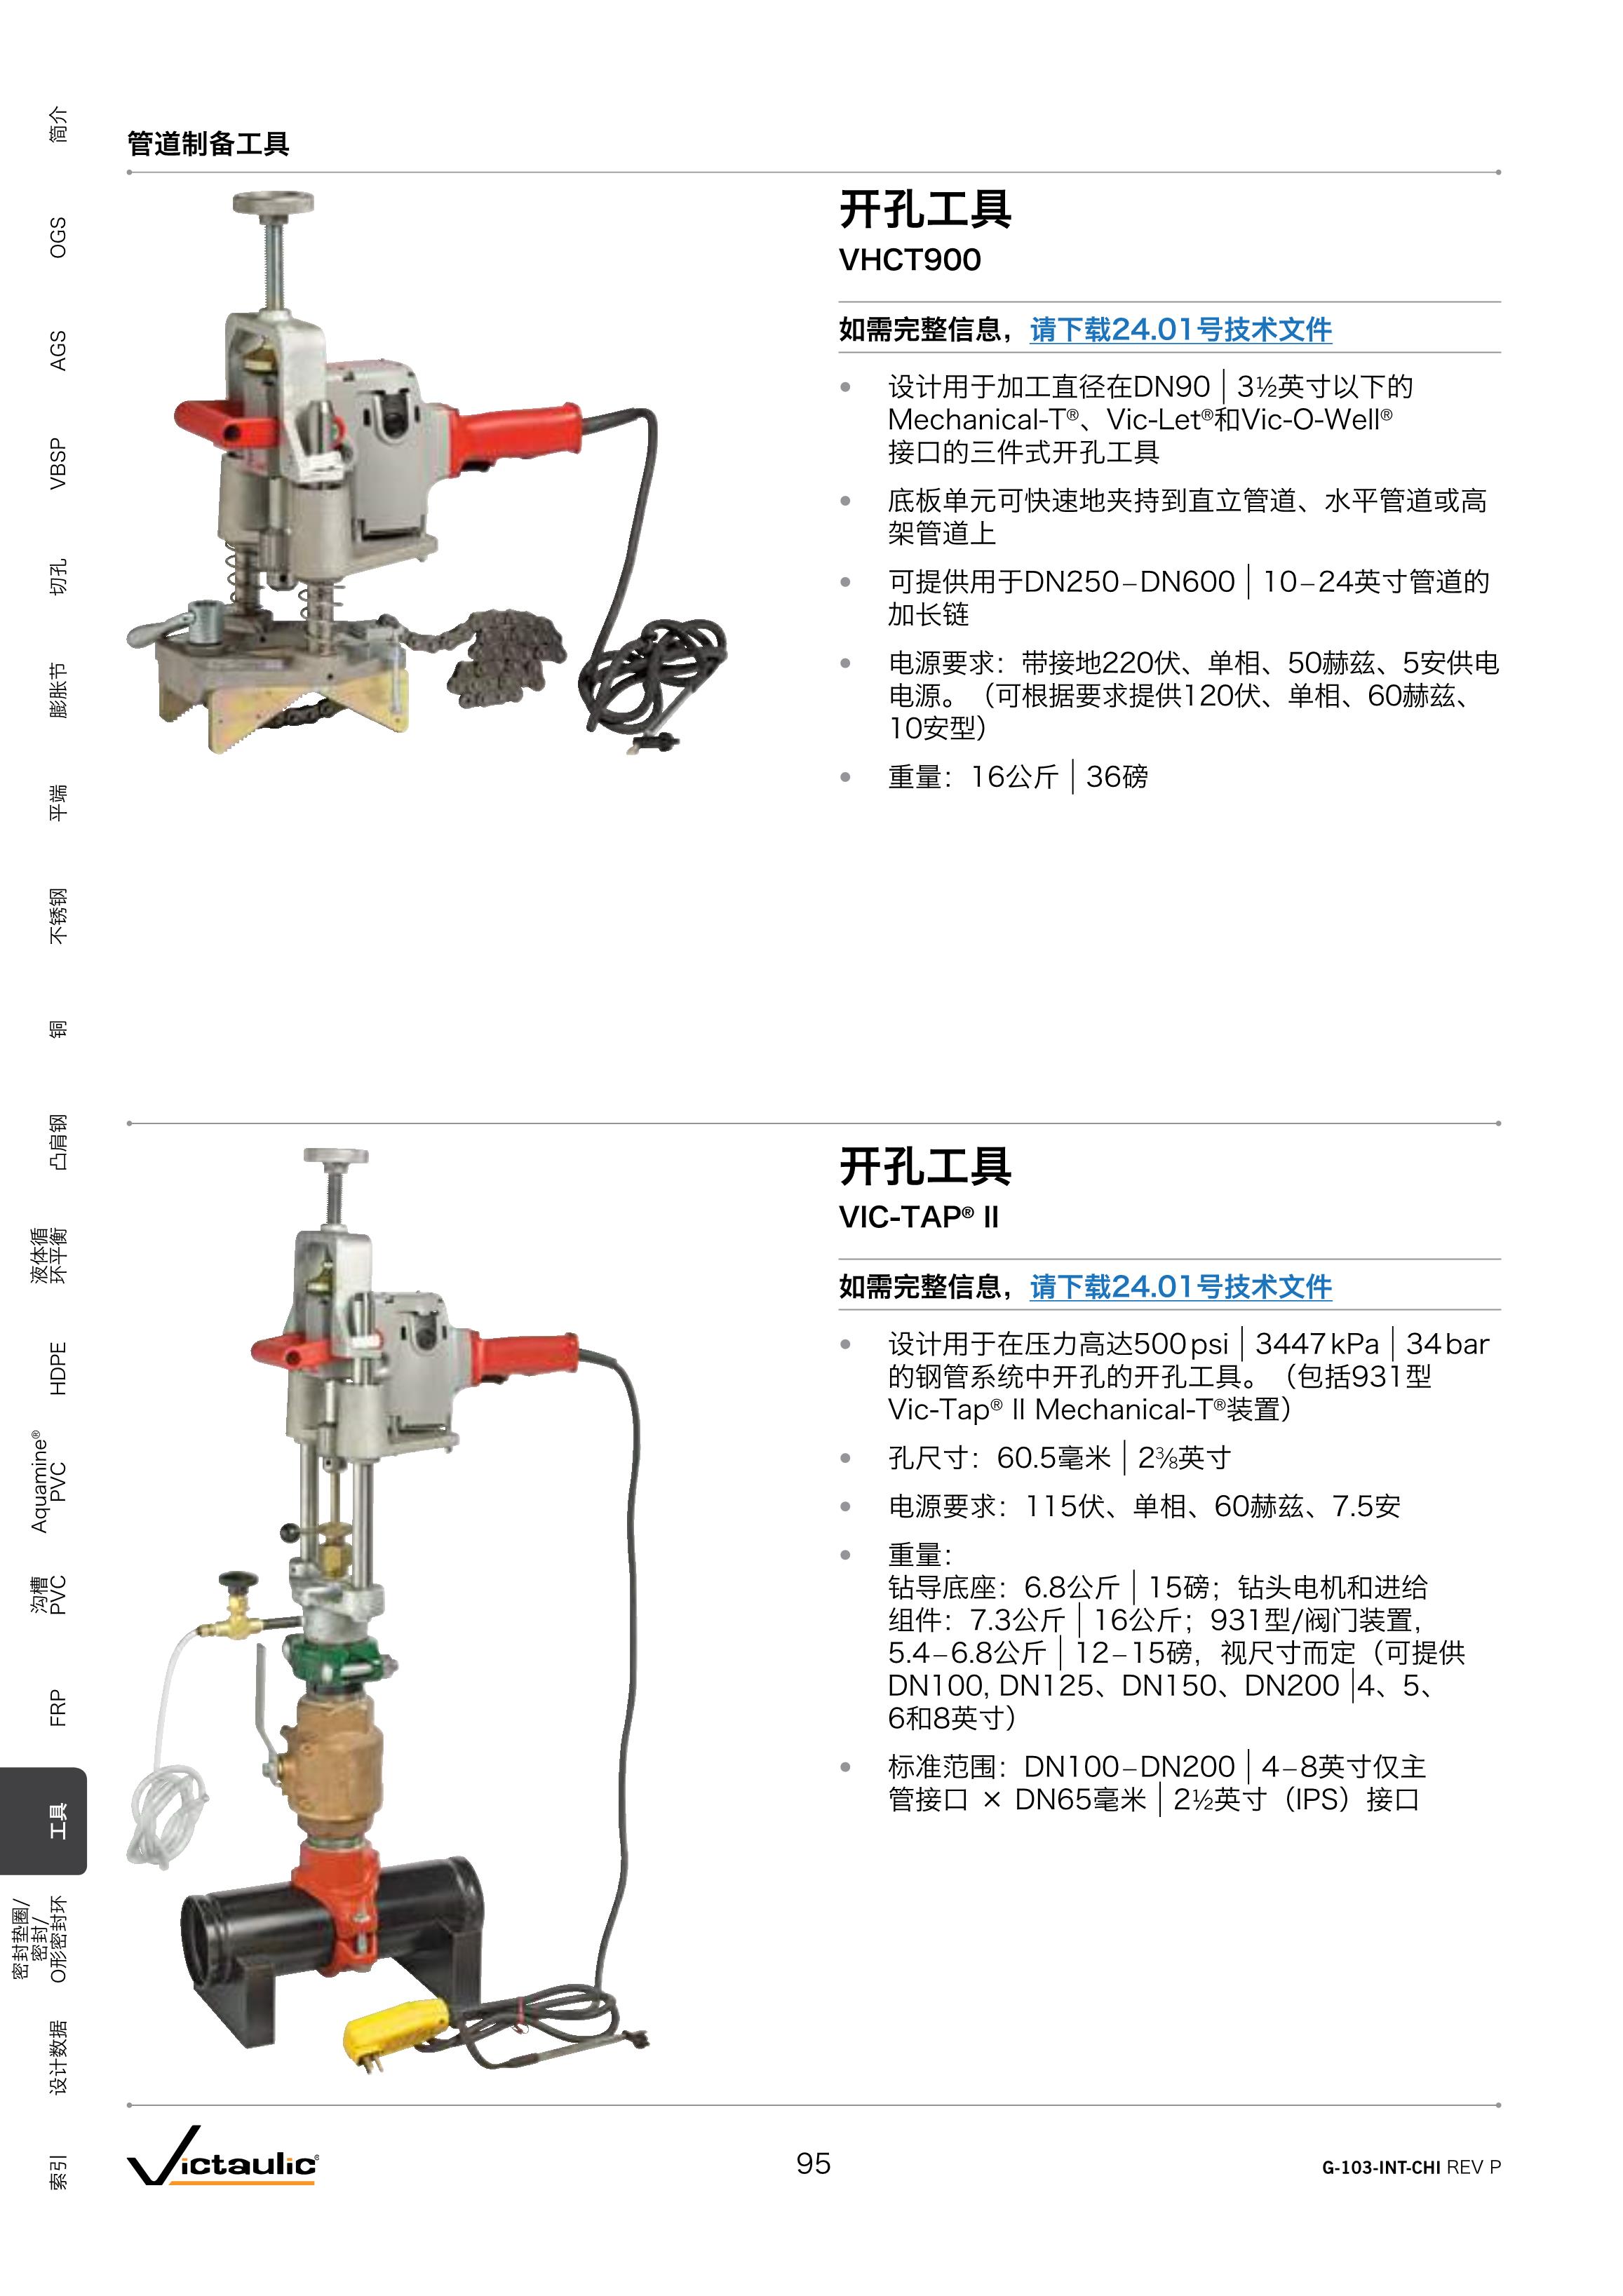 管道制备工具
开孔工具
VHCT900
如需完整信息，请下载24.01号技术文件
• 设计用于加工直径在DN90 | 3½英寸以下的
Mechanical-T®、Vic-Let®和Vic-O-Well®
接口的三件式开孔工具
• 底板单元可快速地夹持到直立管道、水平管道或高
架管道上
• 可提供用于DN250–DN600 | 10–24英寸管道的
加长链
• 电源要求：带接地220伏、单相、50赫兹、5安供电
电源。（可根据要求提供120伏、单相、60赫兹、
10安型）
• 重量：16公斤 | 36磅
开孔工具
VIC-TAP® II
如需完整信息，请下载24.01号技术文件
• 设计用于在压力高达500 psi | 3447 kPa | 34 bar
的钢管系统中开孔的开孔工具。（包括931型
Vic-Tap® II Mechanical-T®装置）
• 孔尺寸：60.5毫米 | 2⅜英寸
• 电源要求：115伏、单相、60赫兹、7.5安
• 重量：
钻导底座：6.8公斤 | 15磅；钻头电机和进给
组件：7.3公斤 | 16公斤；931型/阀门装置，
5.4–6.8公斤 | 12–15磅，视尺寸而定（可提供
DN100, DN125、DN150、DN200 |4、5、
6和8英寸）
• 标准范围：DN100–DN200 | 4–8英寸仅主
管接口 × DN65毫米 | 2½英寸（IPS）接口
简介
OGS
AGS
VBSP
切孔
膨胀节
平端
不锈钢
铜
凸肩钢
液体循
环平衡
HDPE
Aquamine®
PVC
沟槽
PVC
FRP
工具
密封垫圈/
密封/
O形密封环
设计数据
索引
Victaulic®
95
G-103-INT-CHI REV P